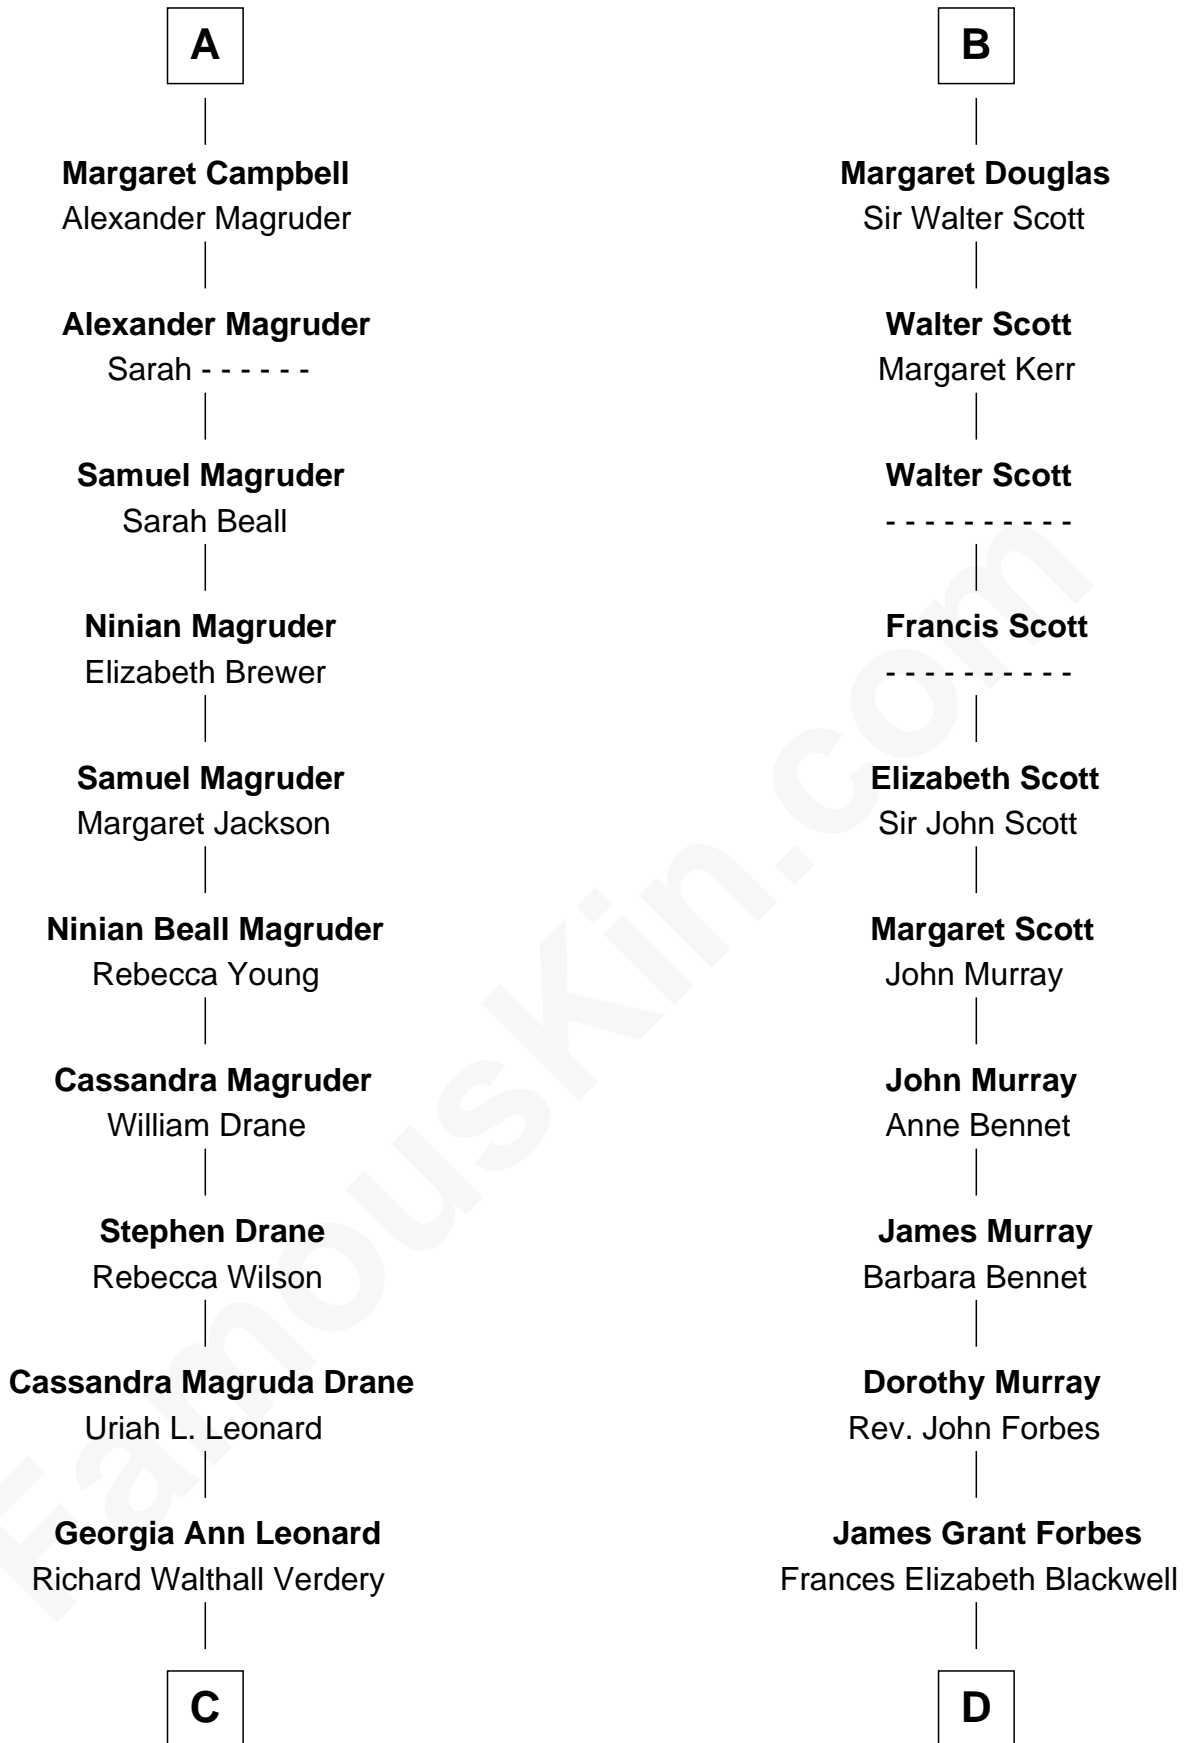 A
Margaret Campbell
Alexander Magruder
Alexander Magruder
Sarah - - - - - -
Samuel Magruder
Sarah Beall
Ninian Magruder
Elizabeth Brewer
Samuel Magruder
Margaret Jackson
Ninian Beall Magruder
Rebecca Young
Cassandra Magruder
William Drane
Stephen Drane
Rebecca Wilson
Cassandra Magruda Drane
Uriah L. Leonard
Georgia Ann Leonard
Richard Walthall Verdery
C
B
Margaret Douglas
Sir Walter Scott
Walter Scott
Margaret Kerr
Walter Scott
- - - - - - - - - -
Francis Scott
- - - - - - - - - -
Elizabeth Scott
Sir John Scott
Margaret Scott
John Murray
John Murray
Anne Bennet
James Murray
Barbara Bennet
Dorothy Murray
Rev. John Forbes
James Grant Forbes
Frances Elizabeth Blackwell
D
FamousKin.com